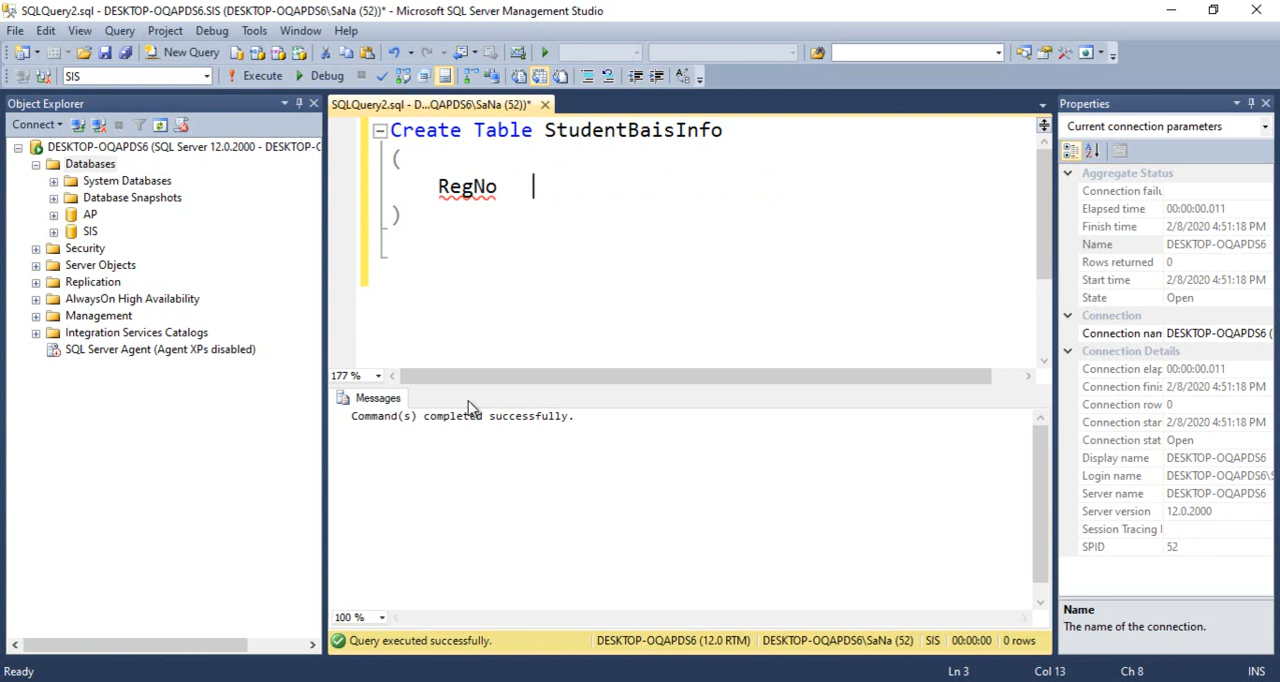 SQLQuery2.sql - DESKTOP-OQAPDS6.SIS (DESKTOP-OQAPDS6\SaNa (52))* - Microsoft SQL Server Management Studio
File Edit View Query Project Debug Tools Window Help
New Query
SIS Execute Debug
Object Explorer
Connect
DESKTOP-OQAPDS6 (SQL Server 12.0.2000 - DESKTOP-O
Databases
System Databases
Database Snapshots
AP
SIS
Security
Server Objects
Replication
AlwaysOn High Availability
Management
Integration Services Catalogs
SQL Server Agent (Agent XPs disabled)
SQLQuery2.sql - D...OQAPDS6\SaNa (52))*
Create Table StudentBaisInfo
(
RegNo
)
177 %
Messages
Command(s) completed successfully.
100 %
Query executed successfully. DESKTOP-OQAPDS6 (12.0 RTM) DESKTOP-OQAPDS6\SaNa (52) SIS 00:00:00 0 rows
Properties
Current connection parameters
Aggregate Status
Connection failu
Elapsed time 00:00:00.011
Finish time 2/8/2020 4:51:18 PM
Name DESKTOP-OQAPDS6
Rows returned 0
Start time 2/8/2020 4:51:18 PM
State Open
Connection
Connection nam DESKTOP-OQAPDS6 (
Connection Details
Connection elap 00:00:00.011
Connection finis 2/8/2020 4:51:18 PM
Connection row 0
Connection star 2/8/2020 4:51:18 PM
Connection stat Open
Display name DESKTOP-OQAPDS6
Login name DESKTOP-OQAPDS6\S
Server name DESKTOP-OQAPDS6
Server version 12.0.2000
Session Tracing I
SPID 52
Name
The name of the connection.
Ready Ln 3 Col 13 Ch 8 INS